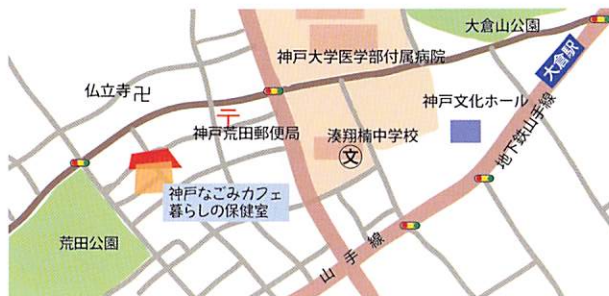 大倉山公園
神戸大学医学部付属病院
大倉駅
仏立寺卍
神戸文化ホール
〒
神戸荒田郵便局
湊翔楠中学校
文
地下鉄山手線
神戸なごみカフェ
暮らしの保健室
荒田公園
山手線